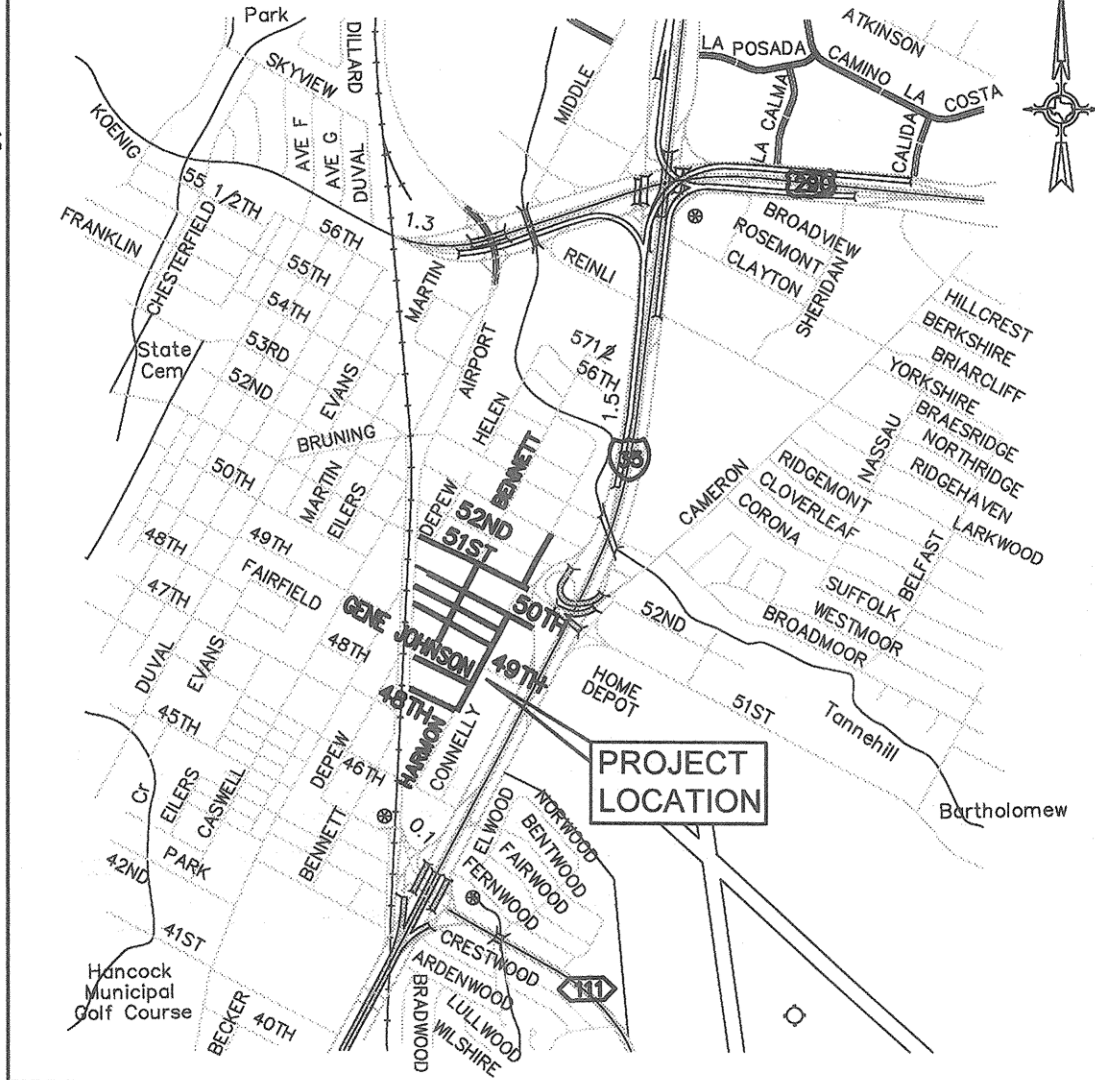 Park
ATKINSON
DILLARD
SKYVIEW
MIDDLE
LA POSADA
CAMINO LA COSTA
LA CALMA
CALIDA
KOENIG
AVE F
AVE G
DUVAL
290
55 1/2TH
56TH
1.3
FRANKLIN
CHESTERFIELD
55TH
MARTIN
REINLI
BROADVIEW
ROSEMONT
CLAYTON
SHERIDAN
54TH
HILLCREST
BERKSHIRE
BRIARCLIFF
YORKSHIRE
BRAESRIDGE
NORTHRIDGE
RIDGEHAVEN
LARKWOOD
State
Cem
53RD
52ND
EVANS
AIRPORT
HELEN
571/2
56TH
1.5
35
BRUNING
NASSAU
CAMERON
RIDGEMONT
CLOVERLEAF
CORONA
50TH
MARTIN
EILERS
DEPEW
BENNETT
52ND
51ST
BELFAST
48TH
49TH
FAIRFIELD
SUFFOLK
WESTMOOR
BROADMOOR
47TH
GENE JOHNSON
50TH
52ND
48TH
49TH
HOME
DEPOT
51ST
Tannehill
DUVAL
EVANS
48TH
HARMON
CONNELLY
45TH
PROJECT
LOCATION
DEPEW
46TH
Cr
EILERS
CASWELL
Bartholomew
0.1
ELWOOD
NORWOOD
BENTWOOD
FAIRWOOD
FERNWOOD
PARK
BENNETT
42ND
41ST
CRESTWOOD
ARDENWOOD
111
Hancock
Municipal
Golf Course
BECKER
40TH
BRADWOOD
LULLWOOD
WILSHIRE